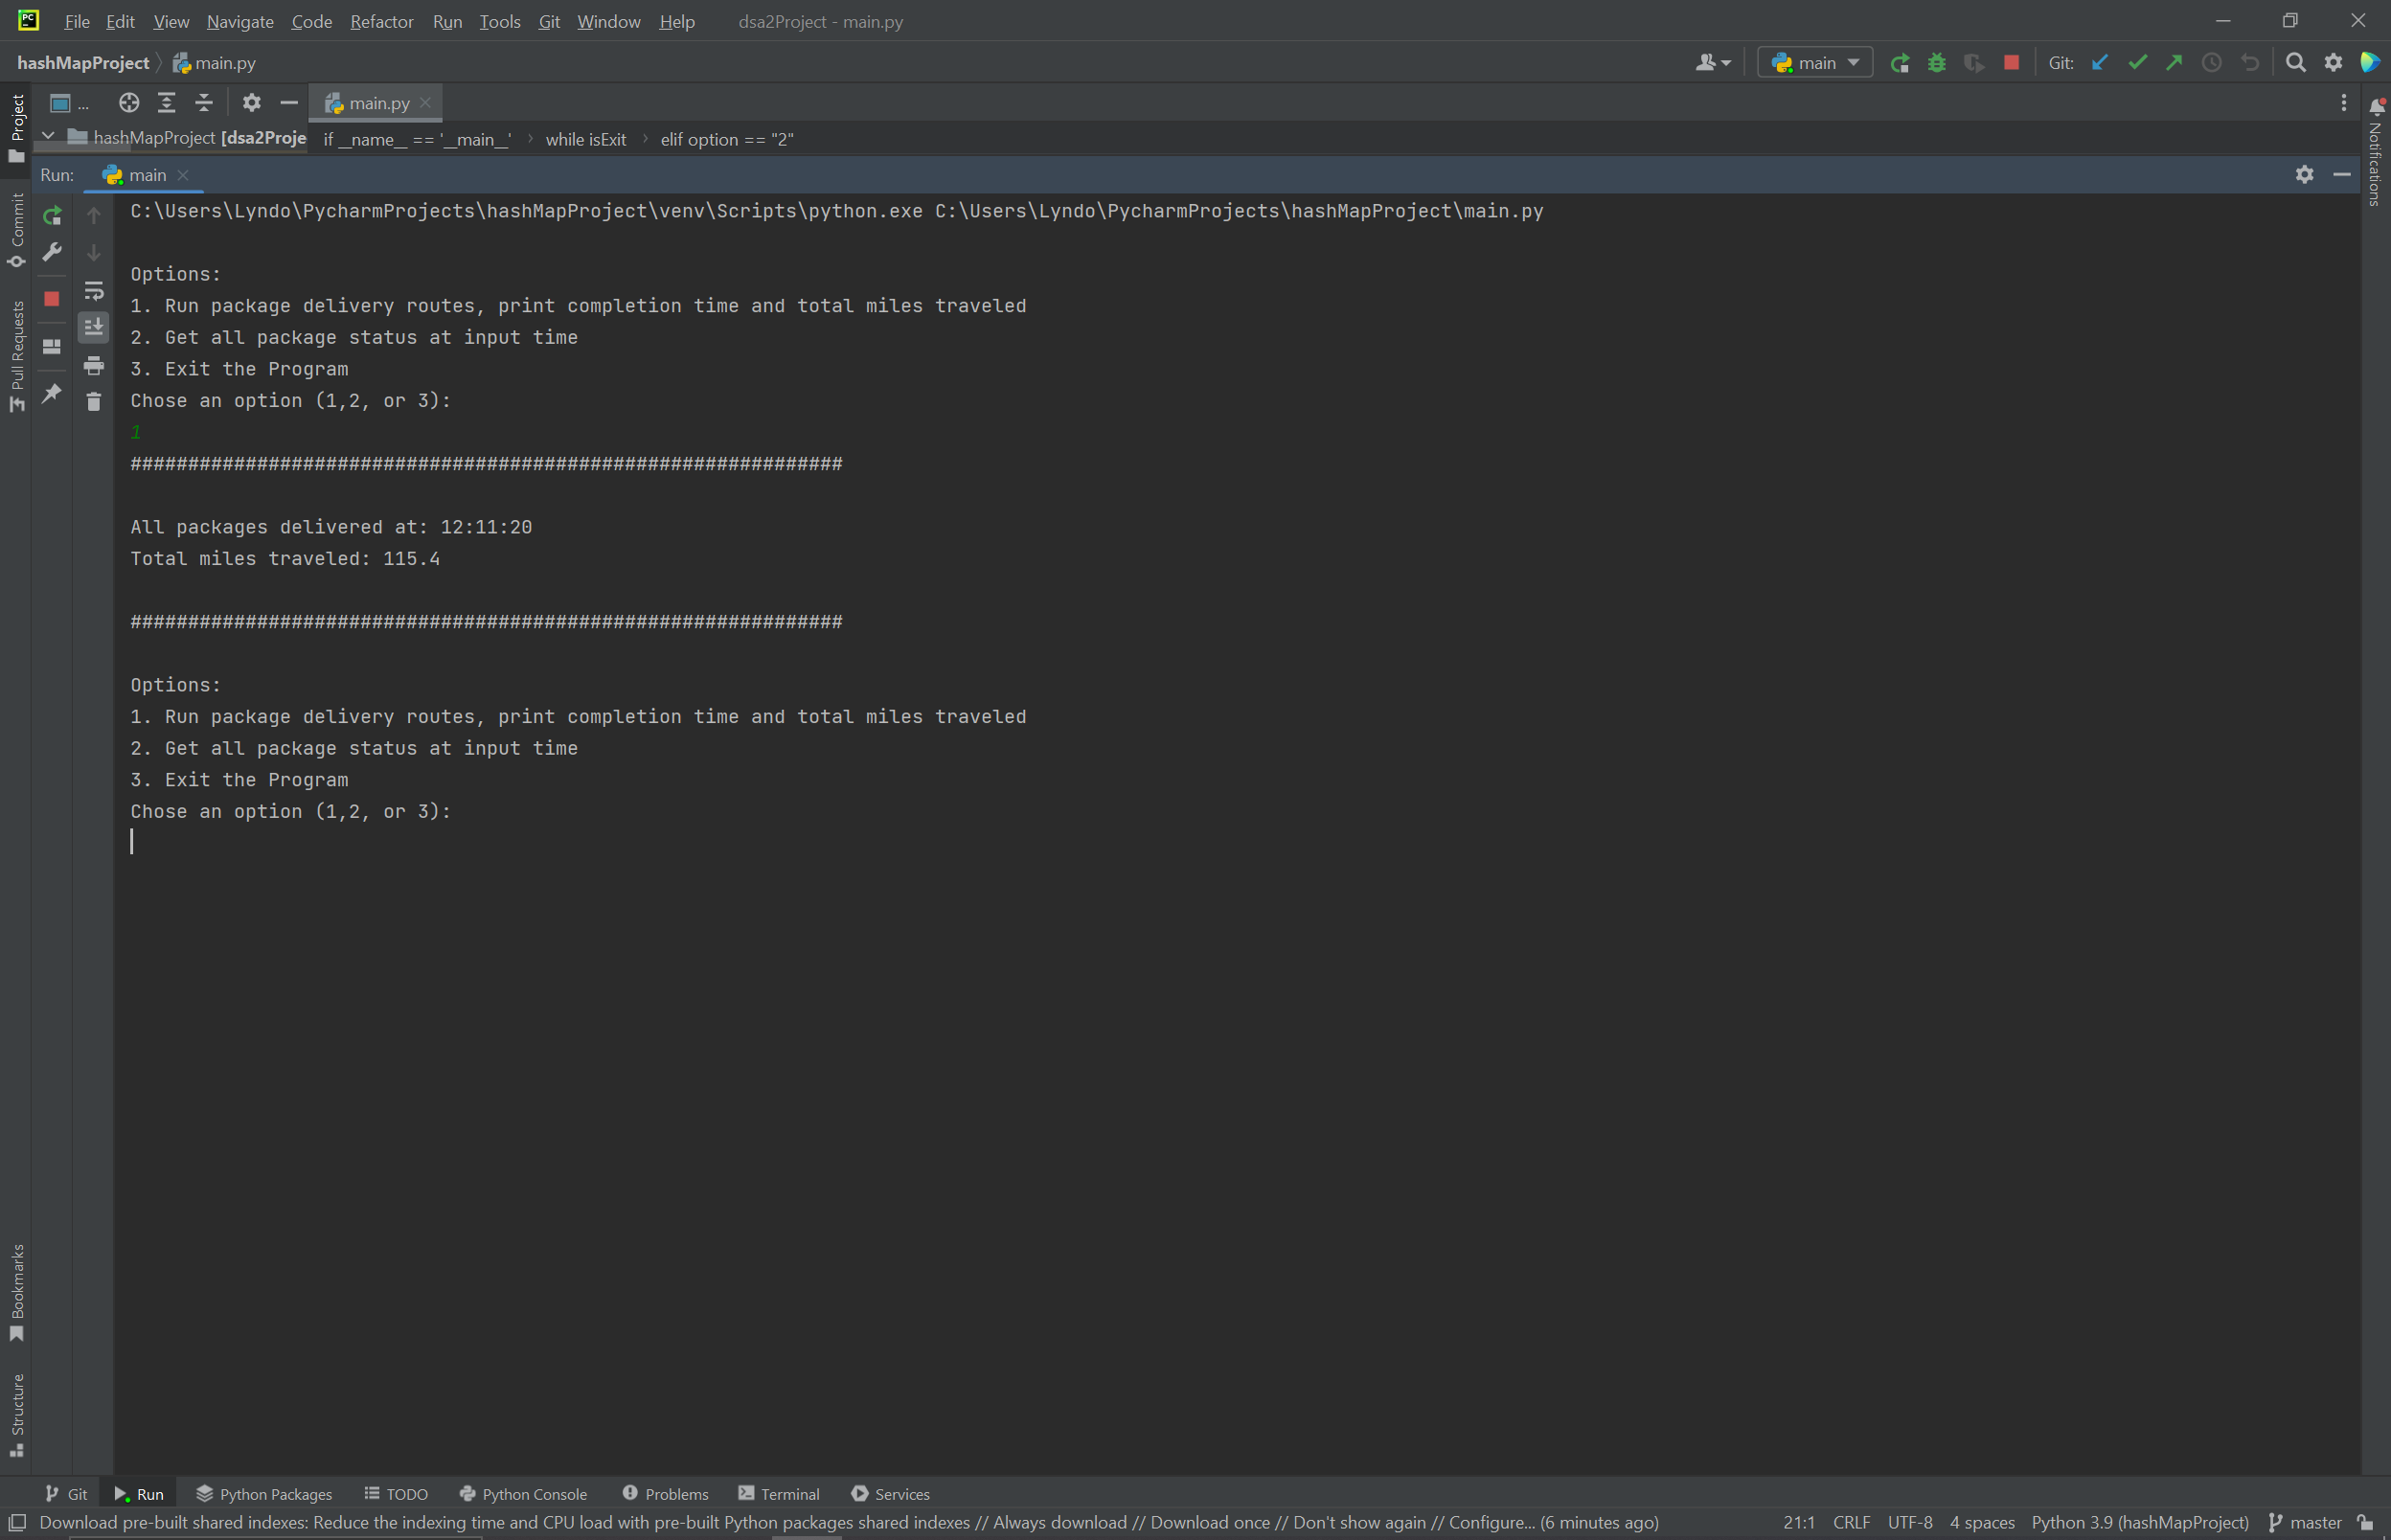 File Edit View Navigate Code Refactor Run Tools Git Window Help dsa2Project - main.py
hashMapProject main.py main Git:
... main.py
hashMapProject [dsa2Proje if __name__ == '__main__' while isExit elif option == "2"
Run: main
Project
Commit
Pull Requests
Bookmarks
Structure
Notifications
C:\Users\Lyndo\PycharmProjects\hashMapProject\venv\Scripts\python.exe C:\Users\Lyndo\PycharmProjects\hashMapProject\main.py
Options:
1. Run package delivery routes, print completion time and total miles traveled
2. Get all package status at input time
3. Exit the Program
Chose an option (1,2, or 3):
1
##############################################################
All packages delivered at: 12:11:20
Total miles traveled: 115.4
##############################################################
Options:
1. Run package delivery routes, print completion time and total miles traveled
2. Get all package status at input time
3. Exit the Program
Chose an option (1,2, or 3):
Git Run Python Packages TODO Python Console Problems Terminal Services
Download pre-built shared indexes: Reduce the indexing time and CPU load with pre-built Python packages shared indexes // Always download // Download once // Don't show again // Configure... (6 minutes ago) 21:1 CRLF UTF-8 4 spaces Python 3.9 (hashMapProject) master